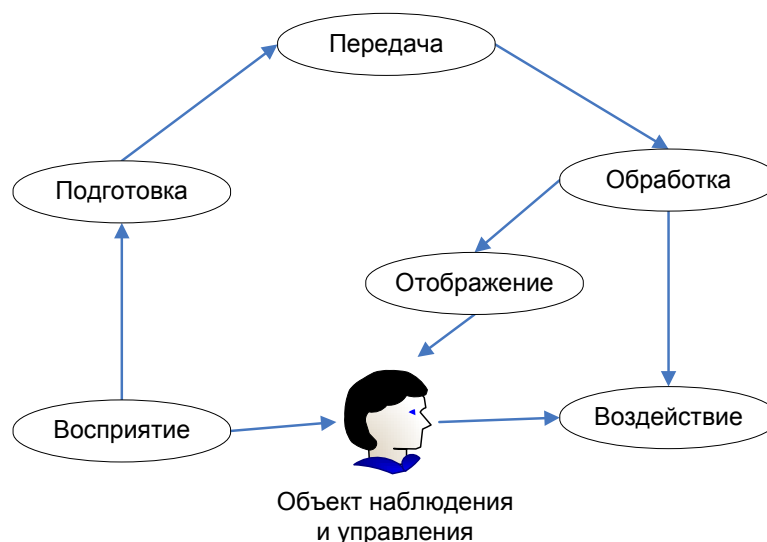 Передача
Подготовка
Обработка
Отображение
Восприятие
Воздействие
Объект наблюдения
и управления